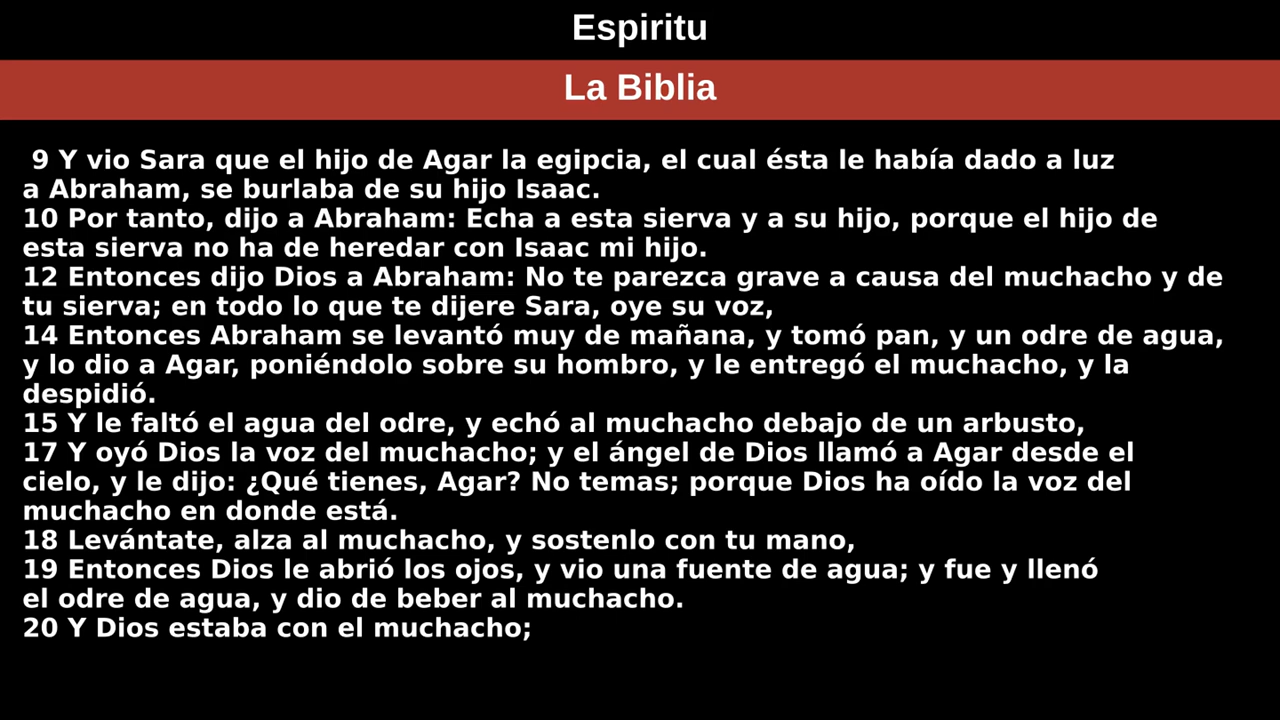 Espiritu
La Biblia
9 Y vio Sara que el hijo de Agar la egipcia, el cual ésta le había dado a luz
a Abraham, se burlaba de su hijo Isaac.
10 Por tanto, dijo a Abraham: Echa a esta sierva y a su hijo, porque el hijo de
esta sierva no ha de heredar con Isaac mi hijo.
12 Entonces dijo Dios a Abraham: No te parezca grave a causa del muchacho y de
tu sierva; en todo lo que te dijere Sara, oye su voz,
14 Entonces Abraham se levantó muy de mañana, y tomó pan, y un odre de agua,
y lo dio a Agar, poniéndolo sobre su hombro, y le entregó el muchacho, y la
despidió.
15 Y le faltó el agua del odre, y echó al muchacho debajo de un arbusto,
17 Y oyó Dios la voz del muchacho; y el ángel de Dios llamó a Agar desde el
cielo, y le dijo: ¿Qué tienes, Agar? No temas; porque Dios ha oído la voz del
muchacho en donde está.
18 Levántate, alza al muchacho, y sostenlo con tu mano,
19 Entonces Dios le abrió los ojos, y vio una fuente de agua; y fue y llenó
el odre de agua, y dio de beber al muchacho.
20 Y Dios estaba con el muchacho;